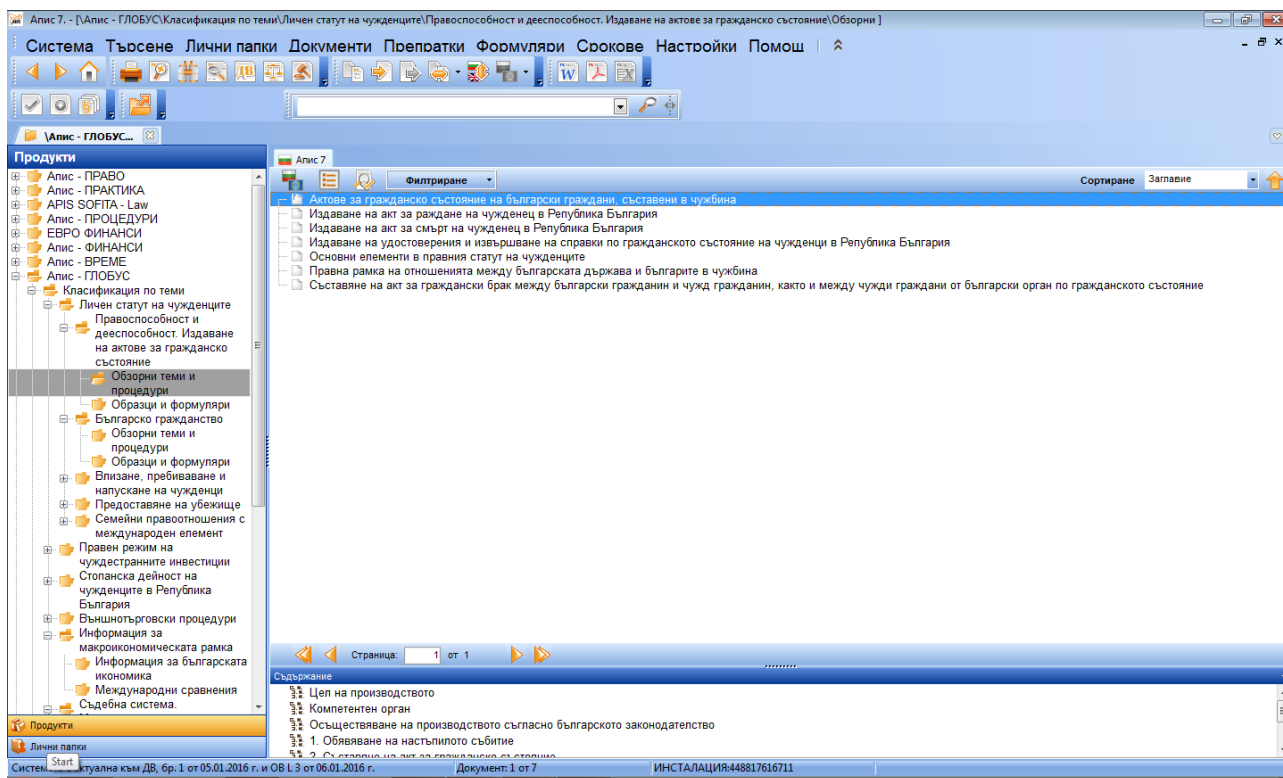 Апис 7. - [\Апис - ГЛОБУС\Класификация по теми\Личен статут на чужденците\Правоспособност и дееспособност. Издаване на актове за гражданско състояние\Обзорни ]
Система Търсене Лични папки Документи Препратки Формуляри Срокове Настройки Помощ
\Апис - ГЛОБУС...
Продукти
Апис 7
Филтриране
Сортиране
Заглавие
Апис - ПРАВО
Апис - ПРАКТИКА
APIS SOFITA - Law
Апис - ПРОЦЕДУРИ
ЕВРО ФИНАНСИ
Апис - ФИНАНСИ
Апис - ВРЕМЕ
Апис - ГЛОБУС
Класификация по теми
Личен статут на чужденците
Правоспособност и
дееспособност. Издаване
на актове за гражданско
състояние
Обзорни теми и
процедури
Образци и формуляри
Българско гражданство
Обзорни теми и
процедури
Образци и формуляри
Влизане, пребиваване и
напускане на чужденци
Предоставяне на убежище
Семейни правоотношения с
международен елемент
Правен режим на
чуждестранните инвестиции
Стопанска дейност на
чужденците в Република
България
Външнотърговски процедури
Информация за
макроикономическата рамка
Информация за българската
икономика
Международни сравнения
Съдебна система.
Продукти
Лични папки
Start
Актове за гражданско състояние на български граждани, съставени в чужбина
Издаване на акт за раждане на чужденец в Република България
Издаване на акт за смърт на чужденец в Република България
Издаване на удостоверения и извършване на справки по гражданското състояние на чужденци в Република България
Основни елементи в правния статут на чужденците
Правна рамка на отношенията между българската държава и българите в чужбина
Съставяне на акт за граждански брак между български гражданин и чужд гражданин, както и между чужди граждани от български орган по гражданското състояние
Страница: 1 от 1
Съдържание
Цел на производството
Компетентен орган
Осъществяване на производството съгласно българското законодателство
1. Обявяване на настъпилото събитие
2. Съставяне на акт за гражданско състояние
Систем ктуална към ДВ, бр. 1 от 05.01.2016 г. и ОВ L 3 от 06.01.2016 г.
Документ: 1 от 7
ИНСТАЛАЦИЯ:448817616711